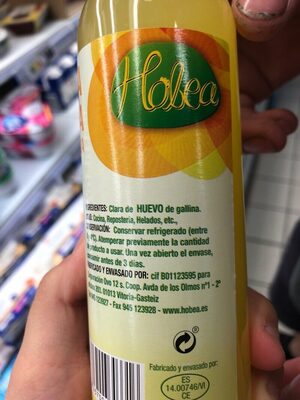 Hobea
INGREDIENTES: Clara de HUEVO de gallina.
Cocina, Repostería, Helados, etc.,
Conservar refrigerado (entre
Atemperar previamente la cantidad
producto a usar. Una vez abierto el envase,
antes de 3 días.
Y ENVASADO POR: cif B01123595 para
Ovo 12 s. Coop. Avda de los Olmos nº1 - 2º
01013 Vitoria-Gasteiz
- Fax 945 123928 - www.hobea.es
Fabricado y envasado por:
ES
14.00746/VI
CE